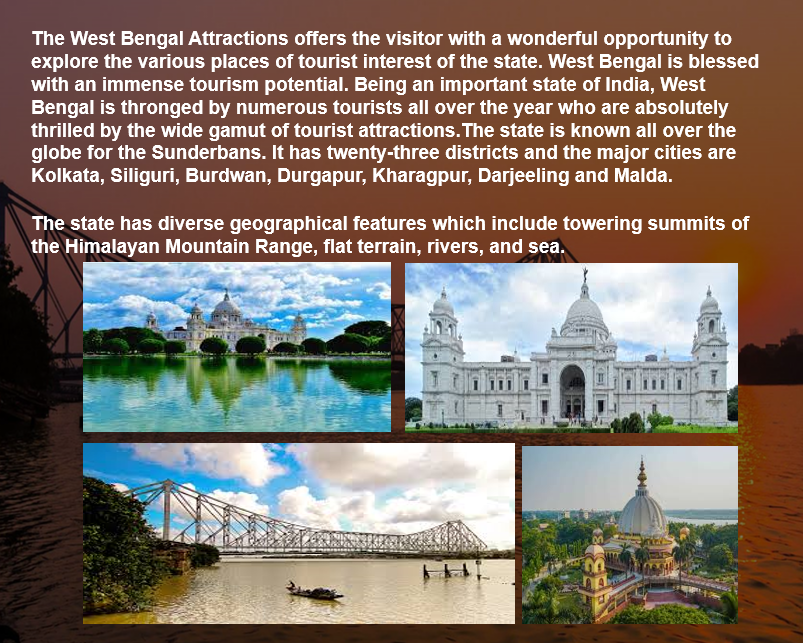 The West Bengal Attractions offers the visitor with a wonderful opportunity to
explore the various places of tourist interest of the state. West Bengal is blessed
with an immense tourism potential. Being an important state of India, West
Bengal is thronged by numerous tourists all over the year who are absolutely
thrilled by the wide gamut of tourist attractions.The state is known all over the
globe for the Sunderbans. It has twenty-three districts and the major cities are
Kolkata, Siliguri, Burdwan, Durgapur, Kharagpur, Darjeeling and Malda.
The state has diverse geographical features which include towering summits of
the Himalayan Mountain Range, flat terrain, rivers, and sea.